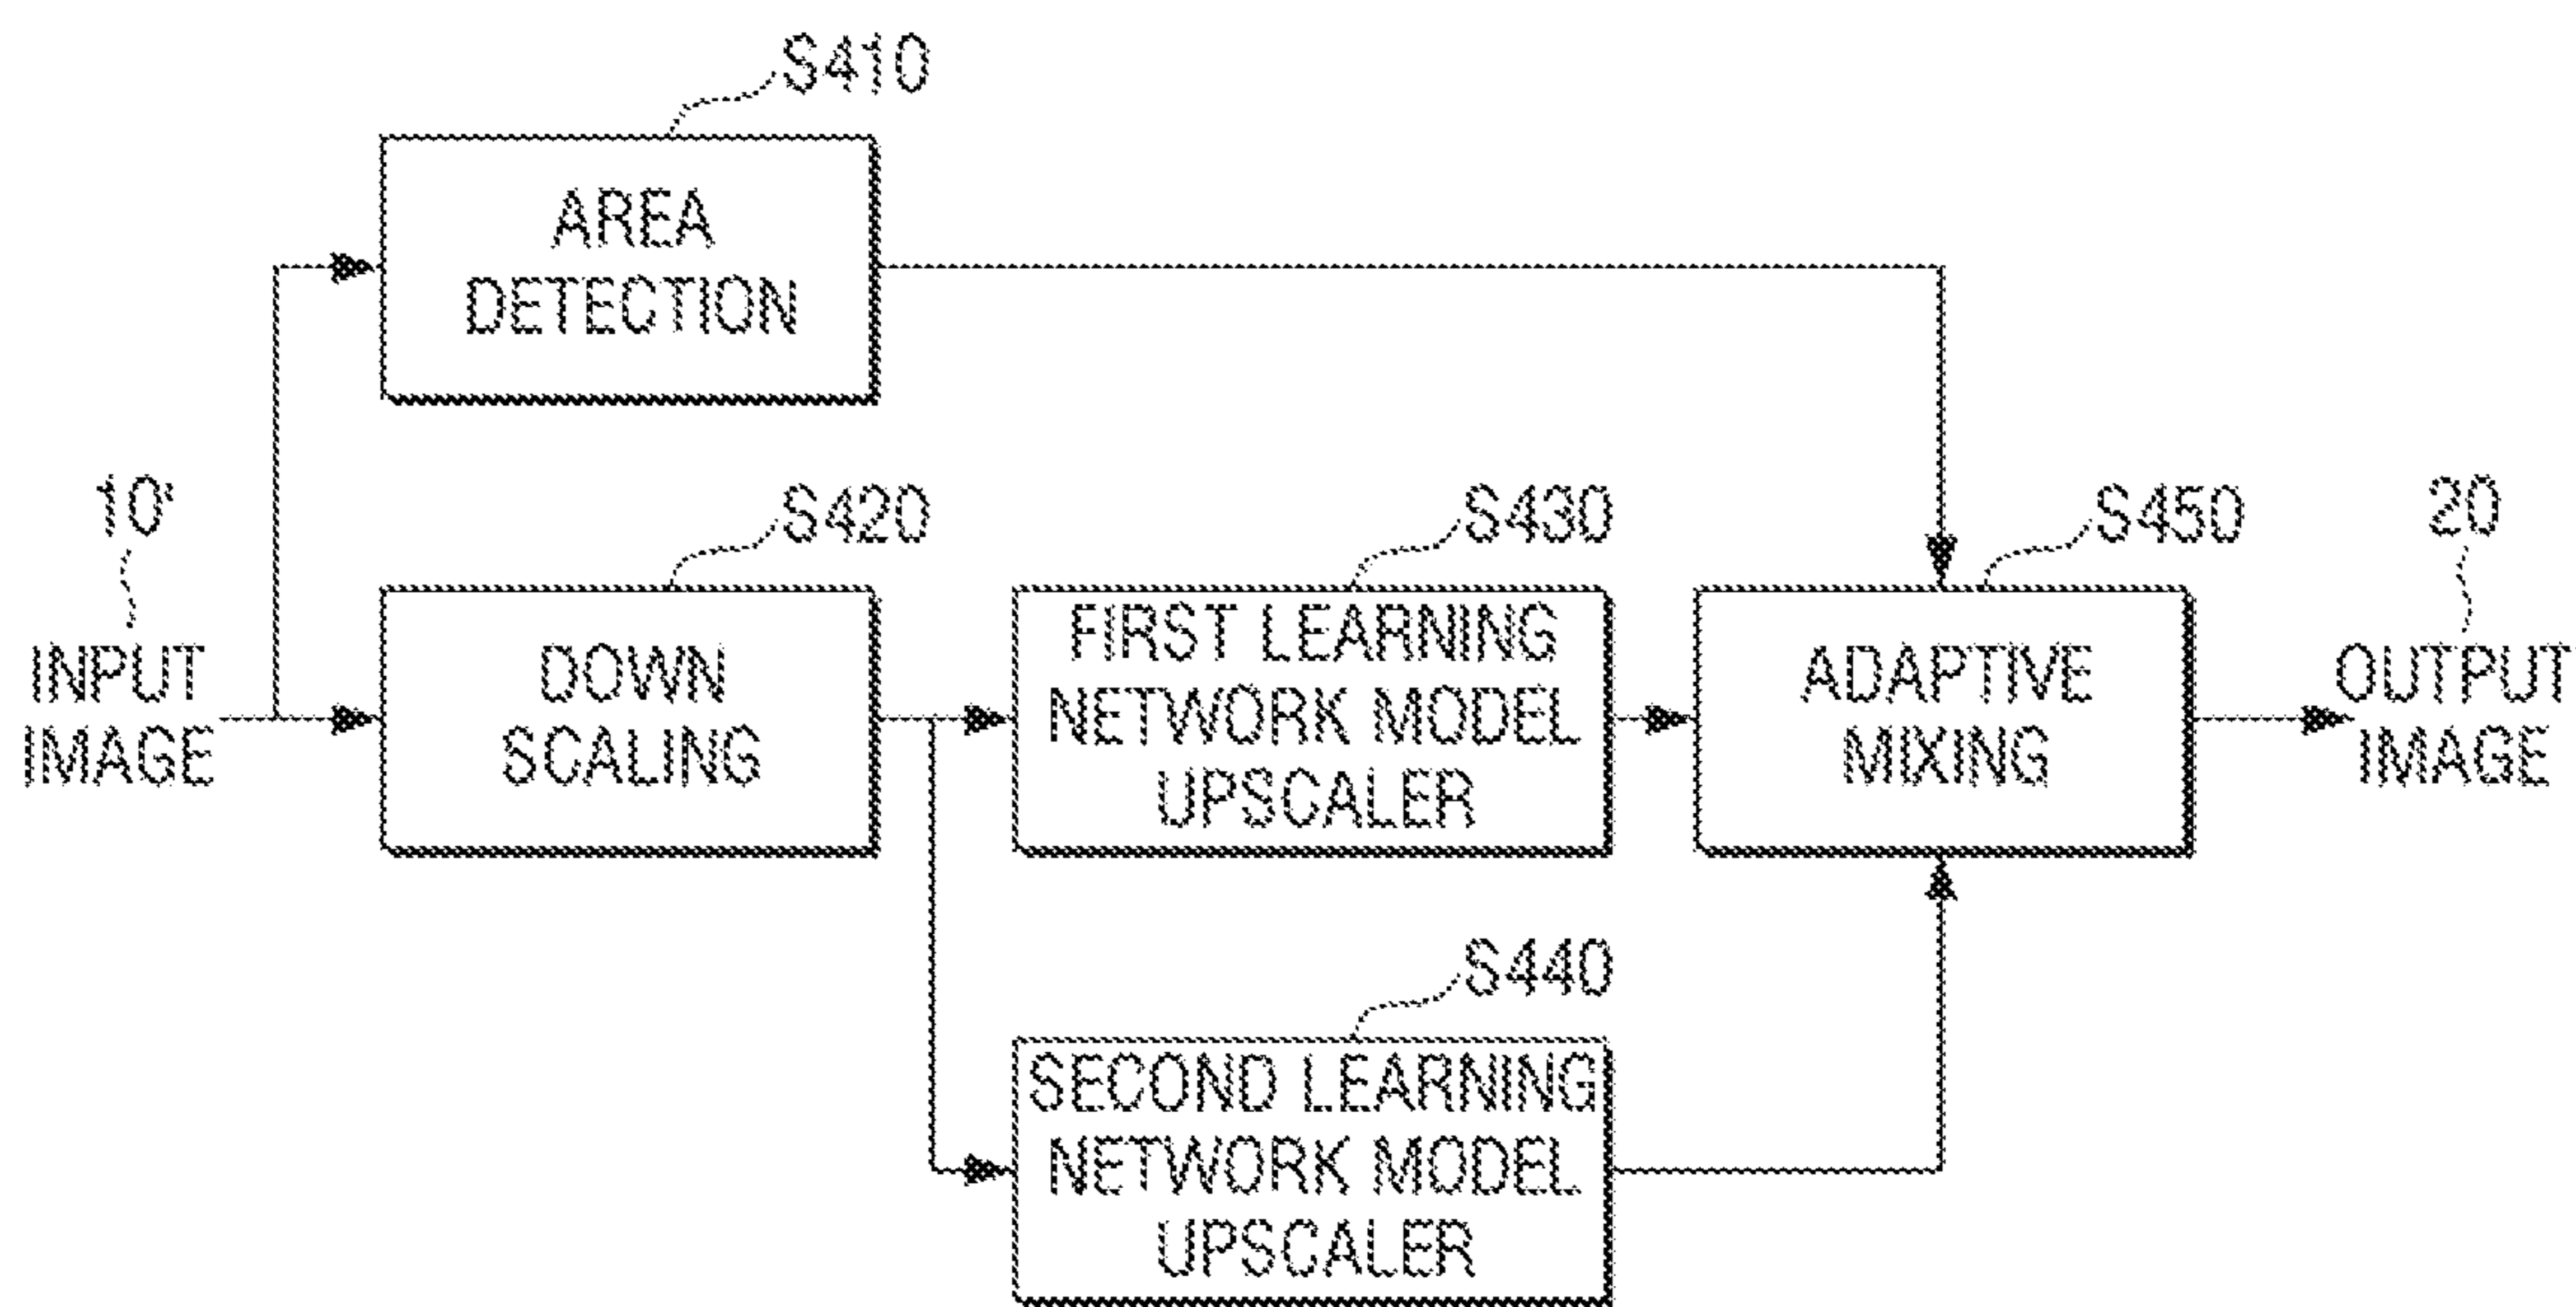 S410
AREA
DETECTION
10'
S420
S430
S450
20
INPUT
IMAGE
DOWN
SCALING
FIRST LEARNING
NETWORK MODEL
UPSCALER
ADAPTIVE
MIXING
OUTPUT
IMAGE
S440
SECOND LEARNING
NETWORK MODEL
UPSCALER